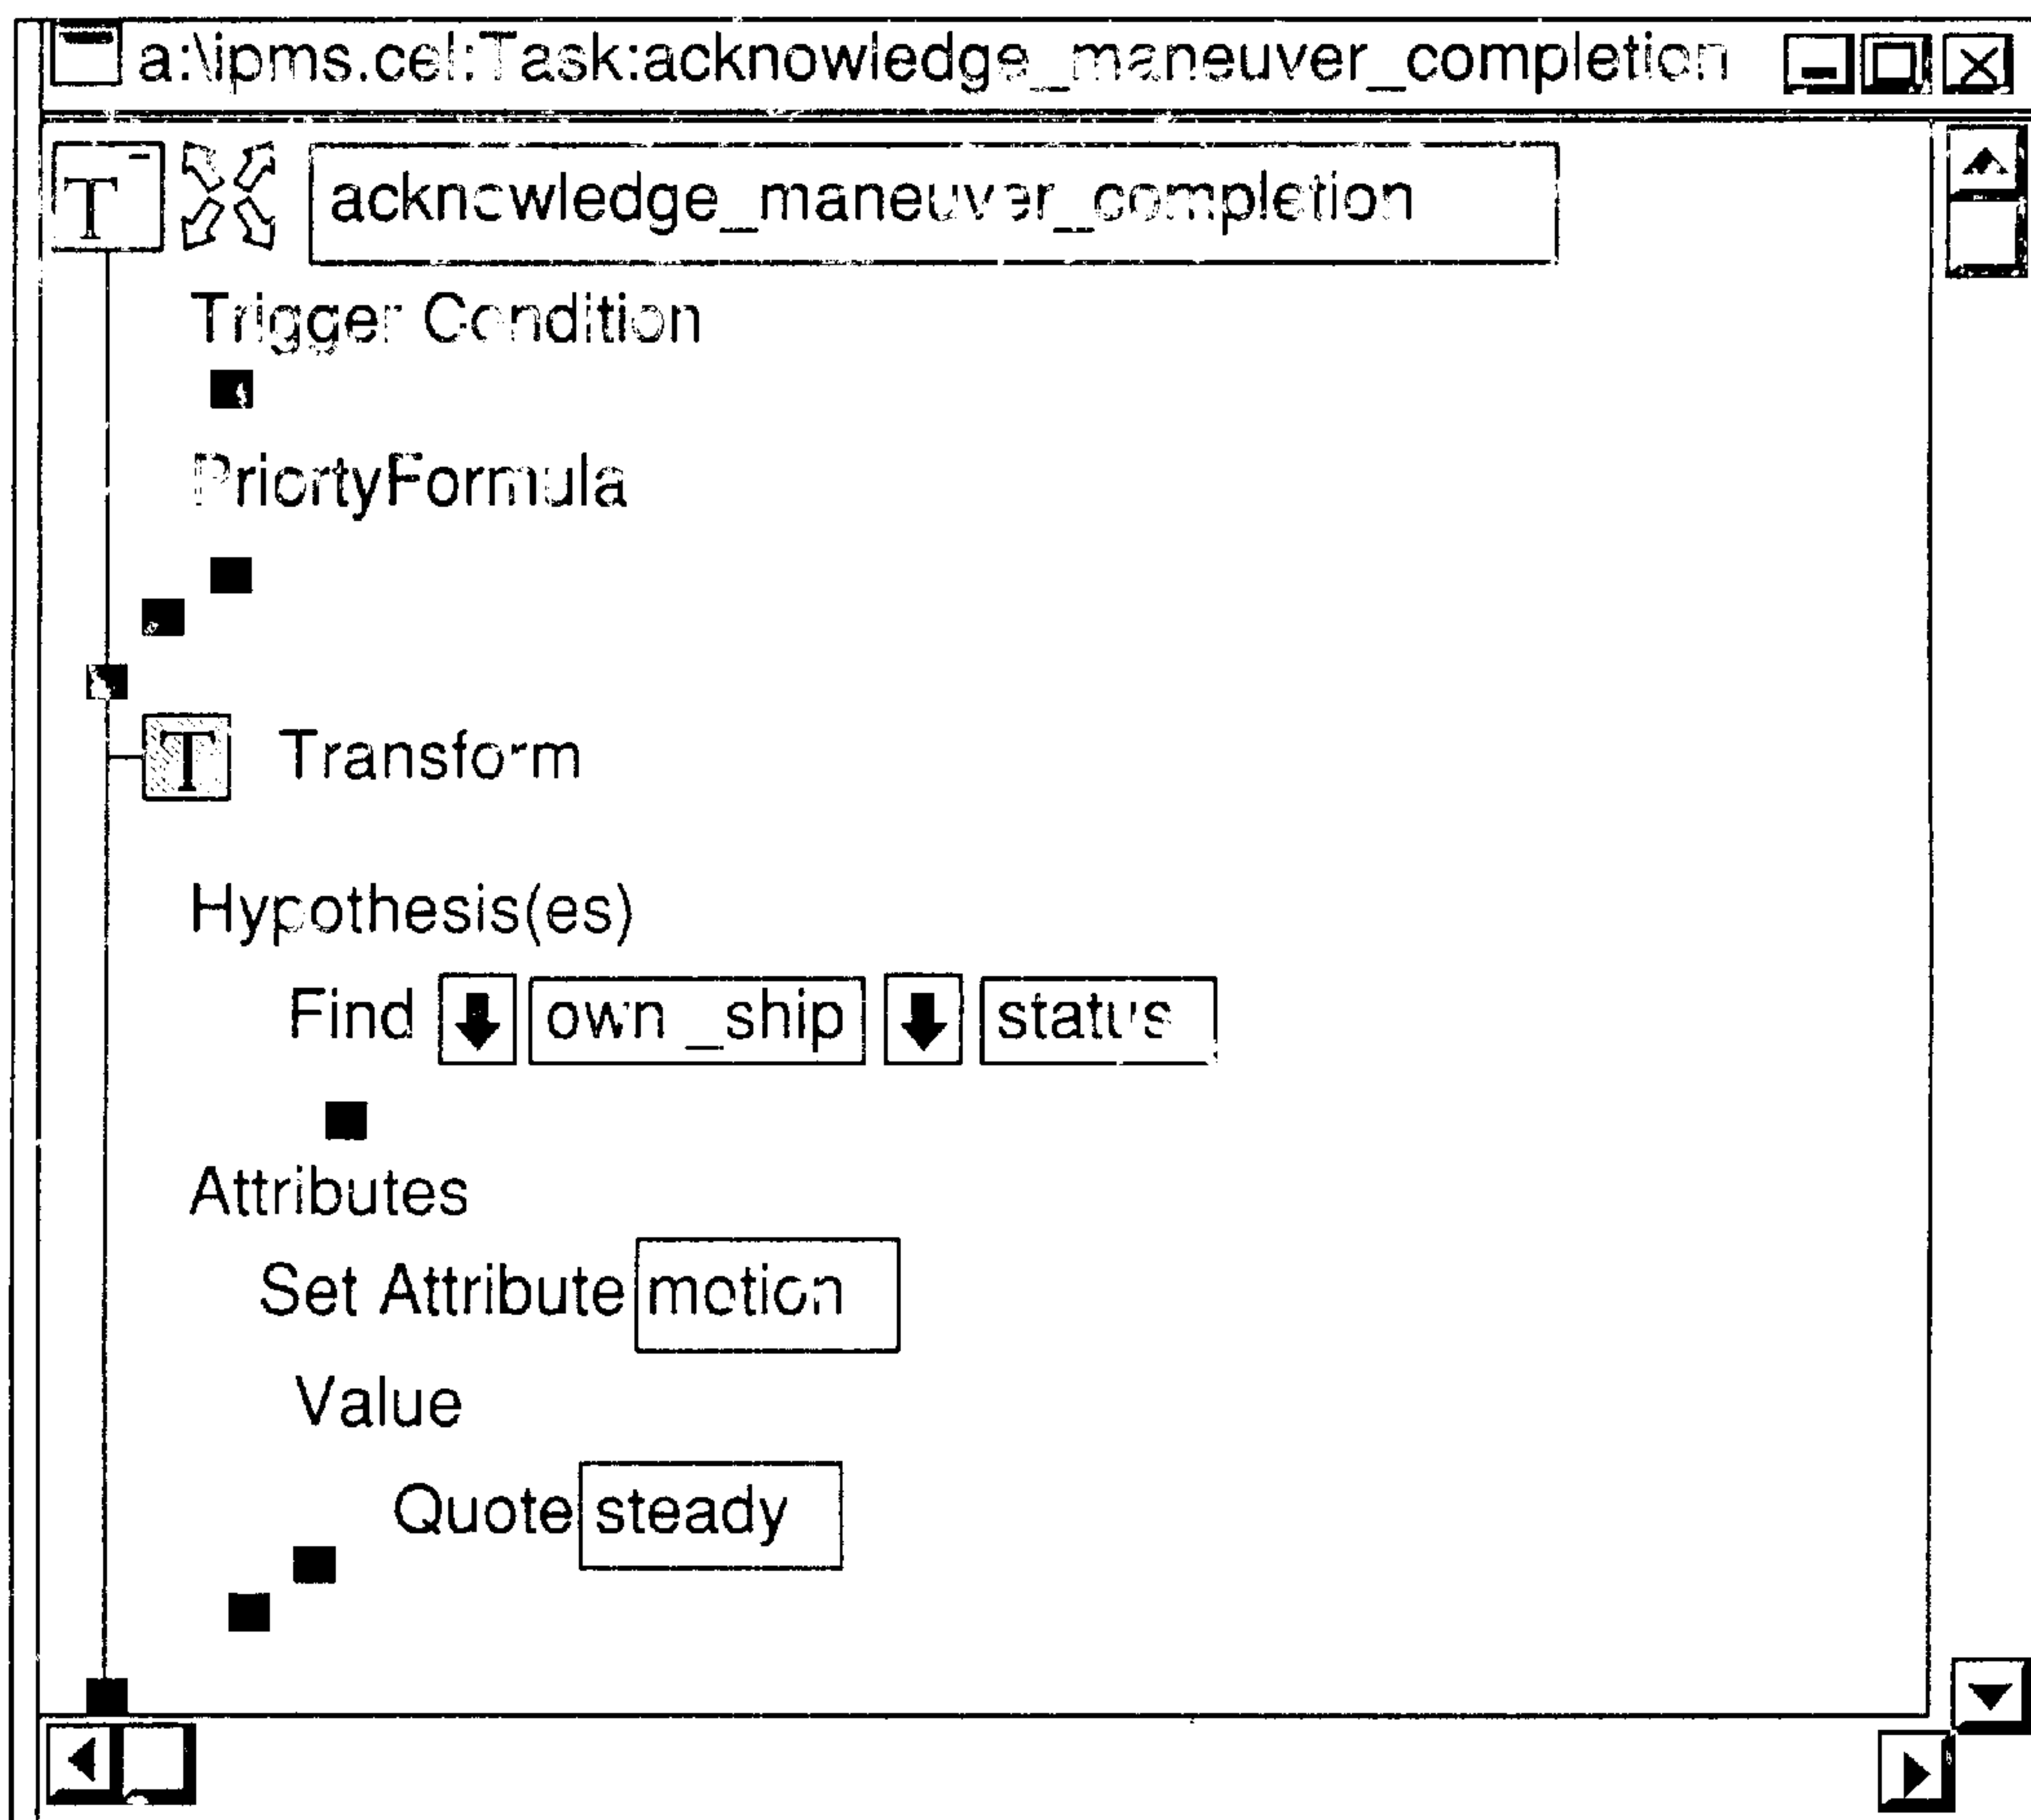 a:\ipms.cel:Task:acknowledge_maneuver_completion
T acknowledge_maneuver_completion
Trigger Condition
PriortyFormula
T Transform
Hypothesis(es)
Find own _ship status
Attributes
Set Attribute motion
Value
Quote steady